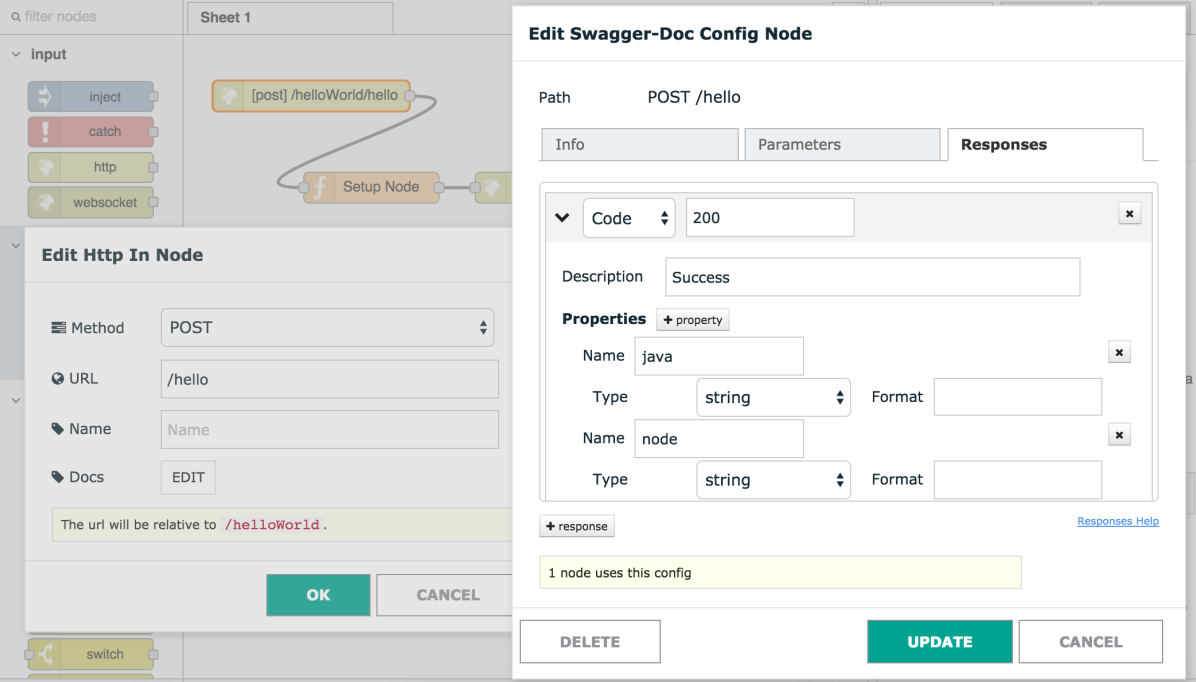 filter nodes
Sheet 1
input
inject
catch
http
websocket
[post] /helloWorld/hello
Setup Node
Edit Http In Node
Method
POST
URL
/hello
Name
Name
Docs
EDIT
The url will be relative to /helloWorld.
OK
CANCEL
switch
Edit Swagger-Doc Config Node
Path
POST /hello
Info
Parameters
Responses
Code
200
Description
Success
Properties
+ property
Name
java
Type
string
Format
Name
node
Type
string
Format
+ response
Responses Help
1 node uses this config
DELETE
UPDATE
CANCEL